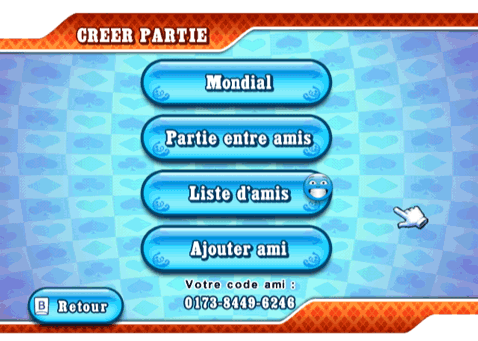 CREER PARTIE
Mondial
Partie entre amis
Liste d'amis
Ajouter ami
Votre code ami :
0173-8449-6246
B Retour